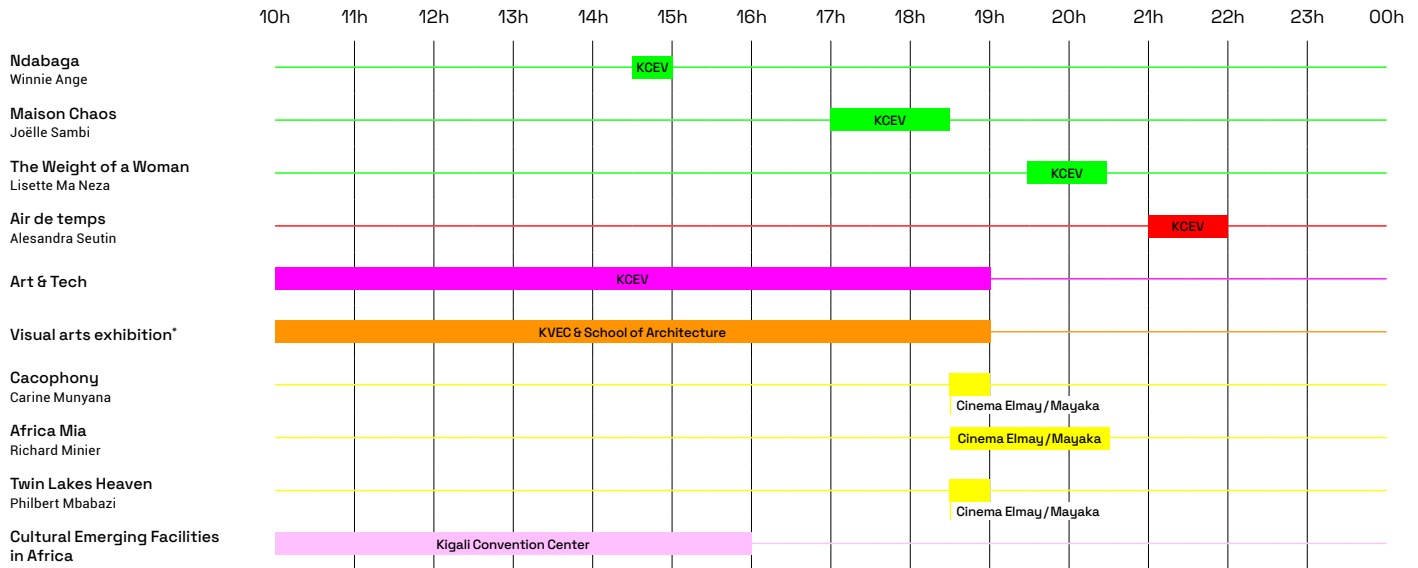 10h 11h 12h 13h 14h 15h 16h 17h 18h 19h 20h 21h 22h 23h 00h
Ndabaga
Winnie Ange
KCEV
Maison Chaos
Joëlle Sambi
KCEV
The Weight of a Woman
Lisette Ma Neza
KCEV
Air de temps
Alesandra Seutin
KCEV
Art & Tech
KCEV
Visual arts exhibition*
KVEC & School of Architecture
Cacophony
Carine Munyana
Cinema Elmay/Mayaka
Africa Mia
Richard Minier
Cinema Elmay/Mayaka
Twin Lakes Heaven
Philbert Mbabazi
Cinema Elmay/Mayaka
Cultural Emerging Facilities
in Africa
Kigali Convention Center